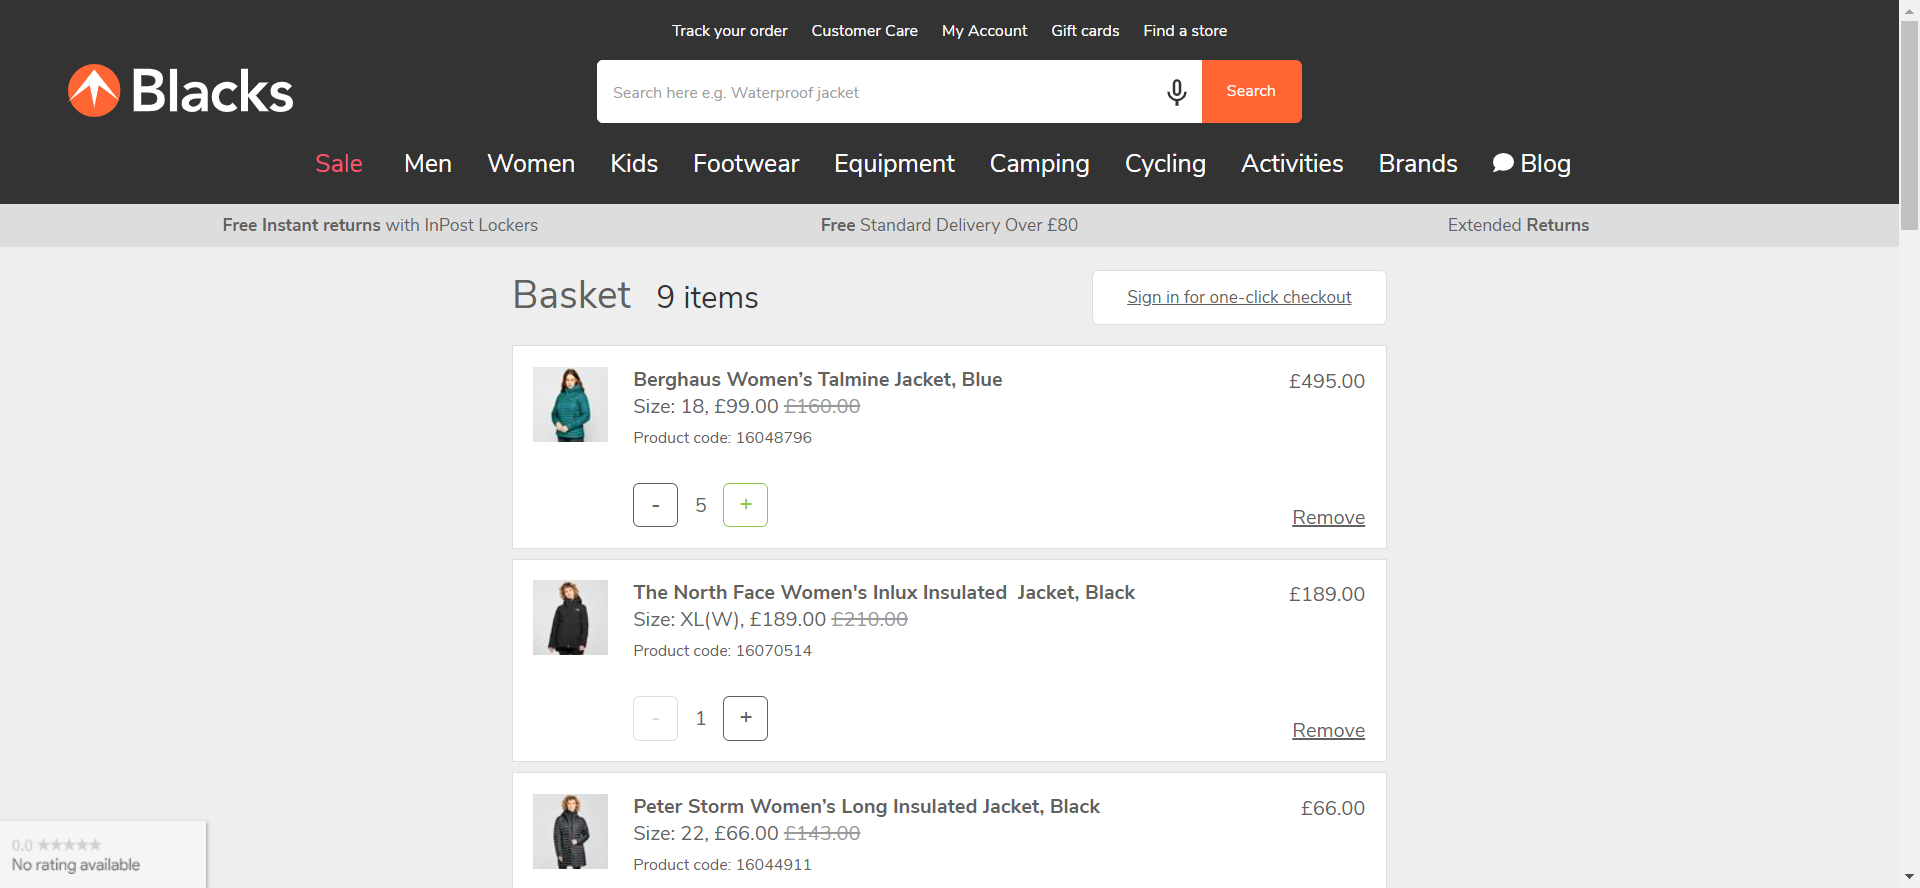 Track your order Customer Care My Account Gift cards Find a store
Blacks
Search here e.g. Waterproof jacket Search
Sale Men Women Kids Footwear Equipment Camping Cycling Activities Brands Blog
Free Instant returns with InPost Lockers Free Standard Delivery Over £80 Extended Returns
Basket 9 items Sign in for one-click checkout
Berghaus Women’s Talmine Jacket, Blue £495.00
Size: 18, £99.00 £160.00
Product code: 16048796
- 5 +
Remove
The North Face Women's Inlux Insulated Jacket, Black £189.00
Size: XL(W), £189.00 £210.00
Product code: 16070514
- 1 +
Remove
Peter Storm Women’s Long Insulated Jacket, Black £66.00
Size: 22, £66.00 £143.00
Product code: 16044911
0.0 ★★★★★
No rating available